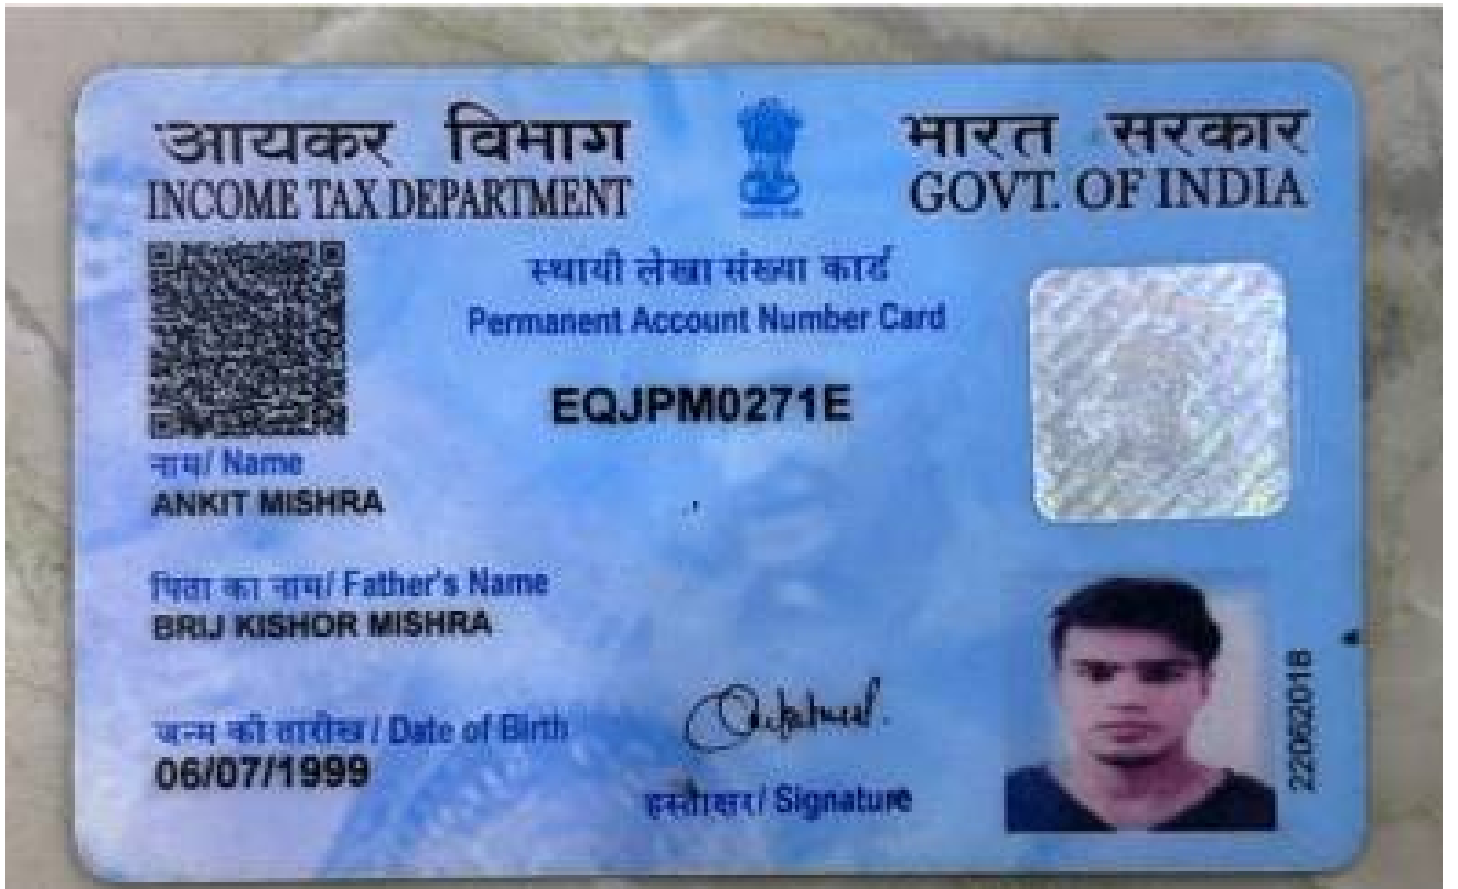 आयकर विभाग
INCOME TAX DEPARTMENT
भारत सरकार
GOVT. OF INDIA
स्थायी लेखा संख्या कार्ड
Permanent Account Number Card
EQJPM0271E
नाम/ Name
ANKIT MISHRA
पिता का नाम/ Father's Name
BRIJ KISHOR MISHRA
जन्म की तारीख / Date of Birth
06/07/1999
हस्ताक्षर/ Signature
22062018